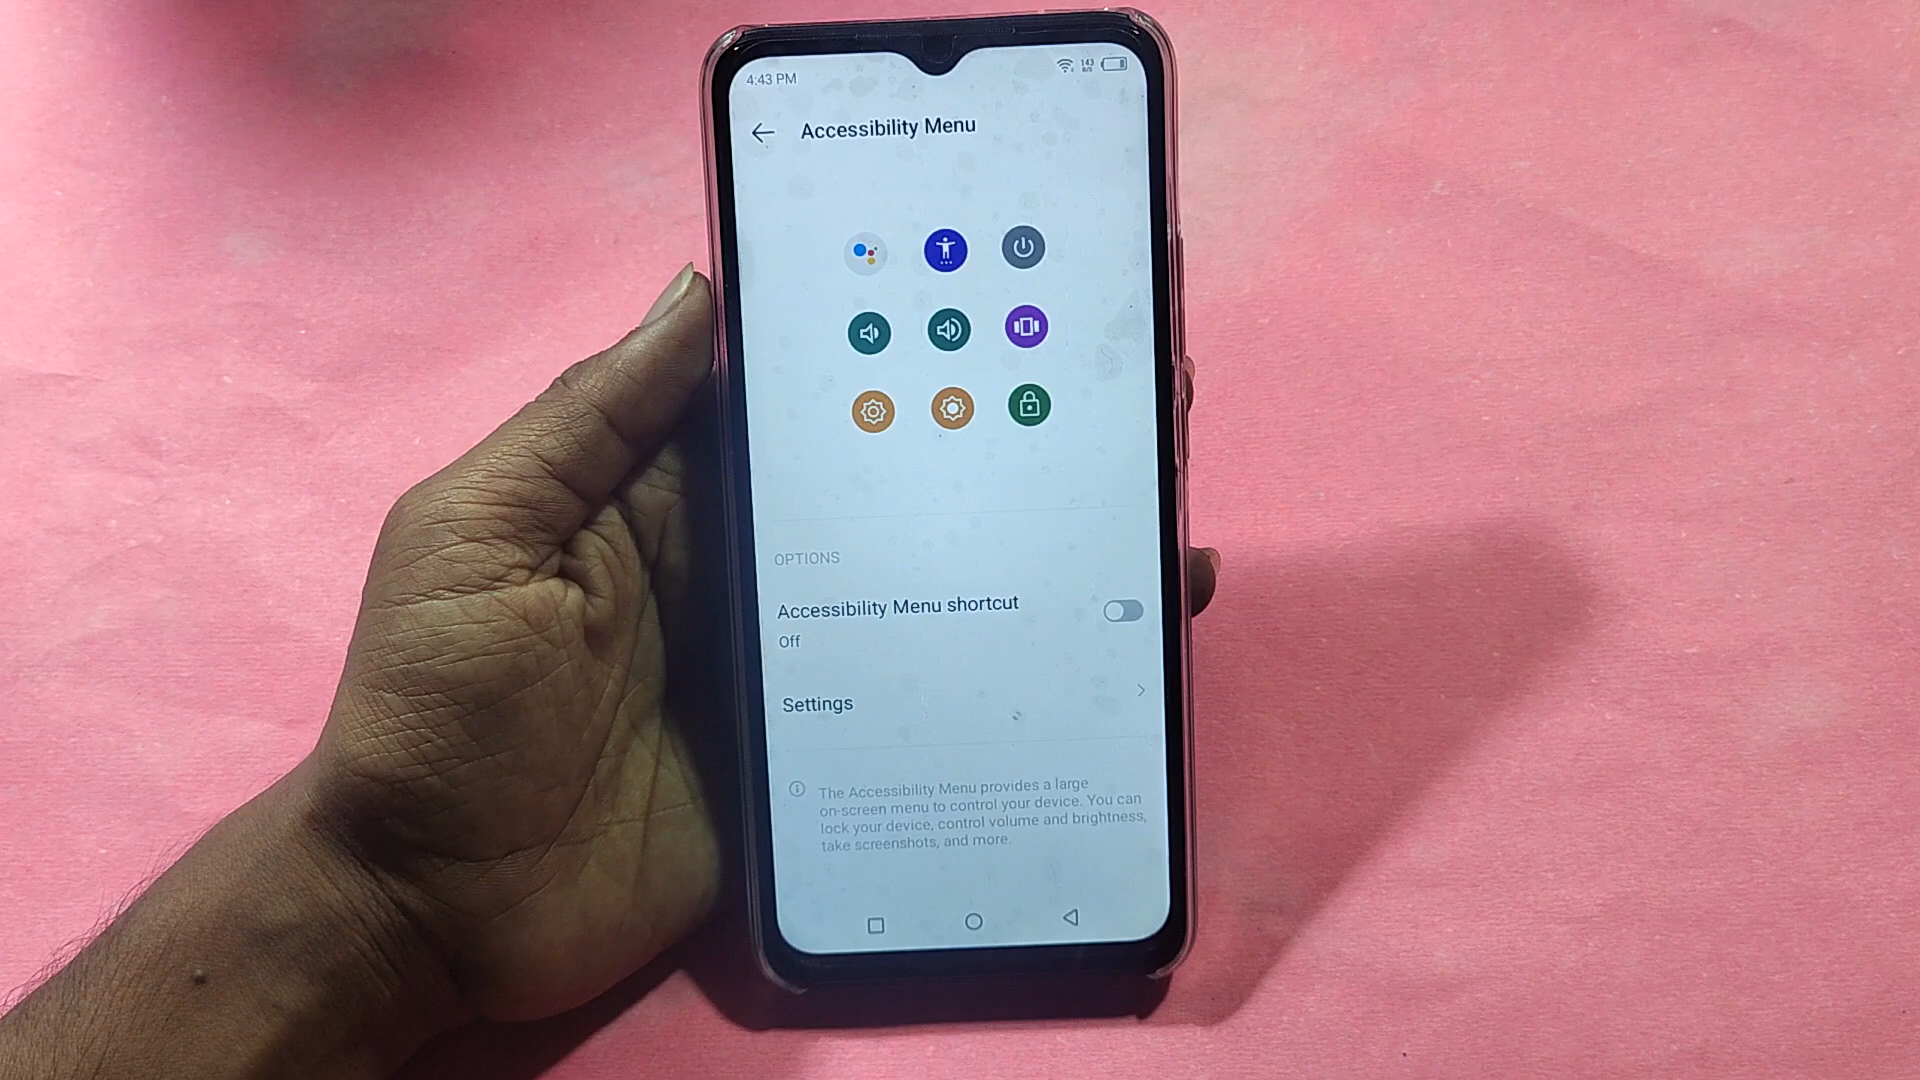 4:43 PM
143
B/S
Accessibility Menu
OPTIONS
Accessibility Menu shortcut
Off
Settings
The Accessibility Menu provides a large
on-screen menu to control your device. You can
lock your device, control volume and brightness,
take screenshots, and more.